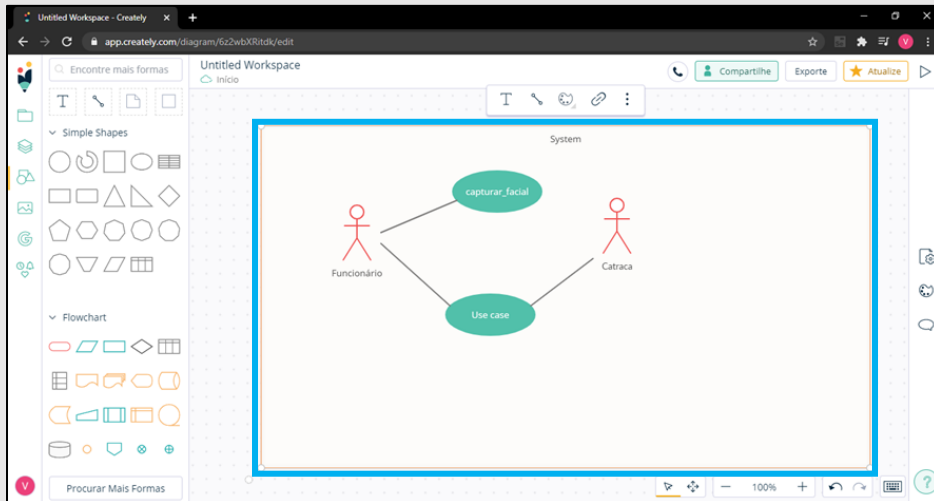 Untitled Workspace - Creately
app.creately.com/diagram/6z2wbXRitdk/edit
V
Encontre mais formas
Untitled Workspace
Início
Compartilhe
Exporte
Atualize
T
T
Simple Shapes
System
capturar_facial
Funcionário
Catraca
Use case
Flowchart
V
Procurar Mais Formas
100%
?